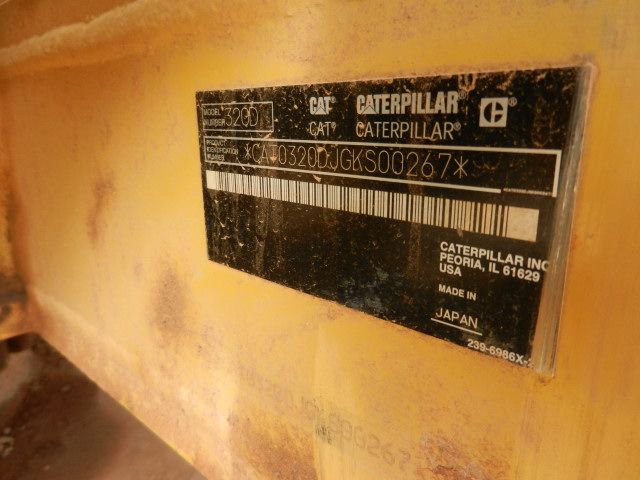 MODEL NUMBER 320D
CAT® CATERPILLAR® C®
CAT® CATERPILLAR®
PRODUCT IDENTIFICATION NUMBER *CAT0320DJGKS00267*
CATERPILLAR INC
PEORIA, IL 61629
USA
MADE IN
JAPAN
239-6986X-